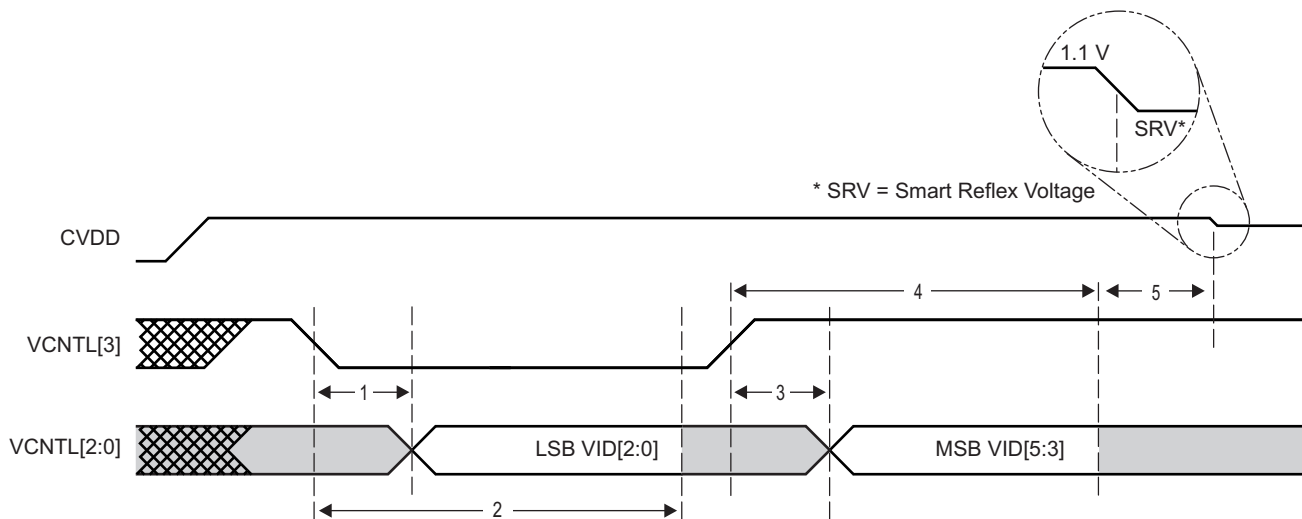 1.1 V
SRV*
* SRV = Smart Reflex Voltage
CVDD
4
5
VCNTL[3]
1
3
VCNTL[2:0]
LSB VID[2:0]
MSB VID[5:3]
2